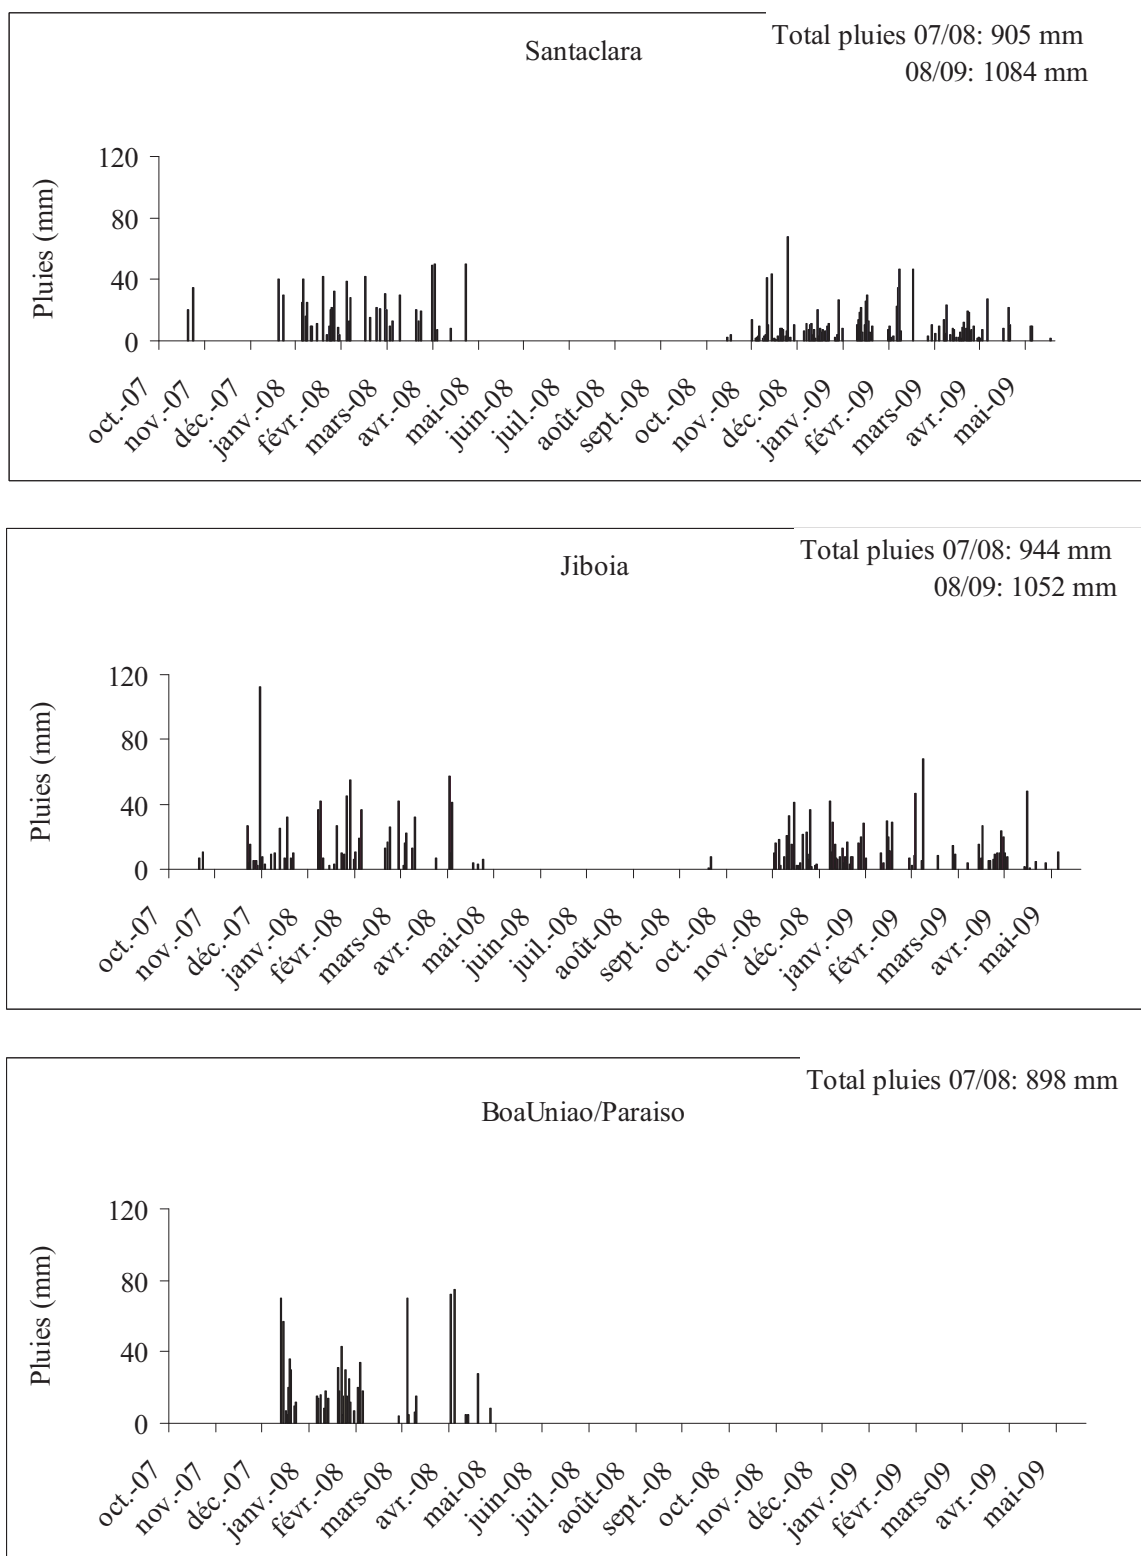 Total pluies 07/08: 905 mm
Santaclara
08/09: 1084 mm
120
80
40
0
Pluies (mm)
oct.-07
nov.-07
déc.-07
janv.-08
févr.-08
mars-08
avr.-08
mai-08
juin-08
juil.-08
août-08
sept.-08
oct.-08
nov.-08
déc.-08
janv.-09
févr.-09
mars-09
avr.-09
mai-09
Total pluies 07/08: 944 mm
Jiboia
08/09: 1052 mm
120
80
40
0
Pluies (mm)
oct.-07
nov.-07
déc.-07
janv.-08
févr.-08
mars-08
avr.-08
mai-08
juin-08
juil.-08
août-08
sept.-08
oct.-08
nov.-08
déc.-08
janv.-09
févr.-09
mars-09
avr.-09
mai-09
Total pluies 07/08: 898 mm
BoaUniao/Paraiso
120
80
40
0
Pluies (mm)
oct.-07
nov.-07
déc.-07
janv.-08
févr.-08
mars-08
avr.-08
mai-08
juin-08
juil.-08
août-08
sept.-08
oct.-08
nov.-08
déc.-08
janv.-09
févr.-09
mars-09
avr.-09
mai-09